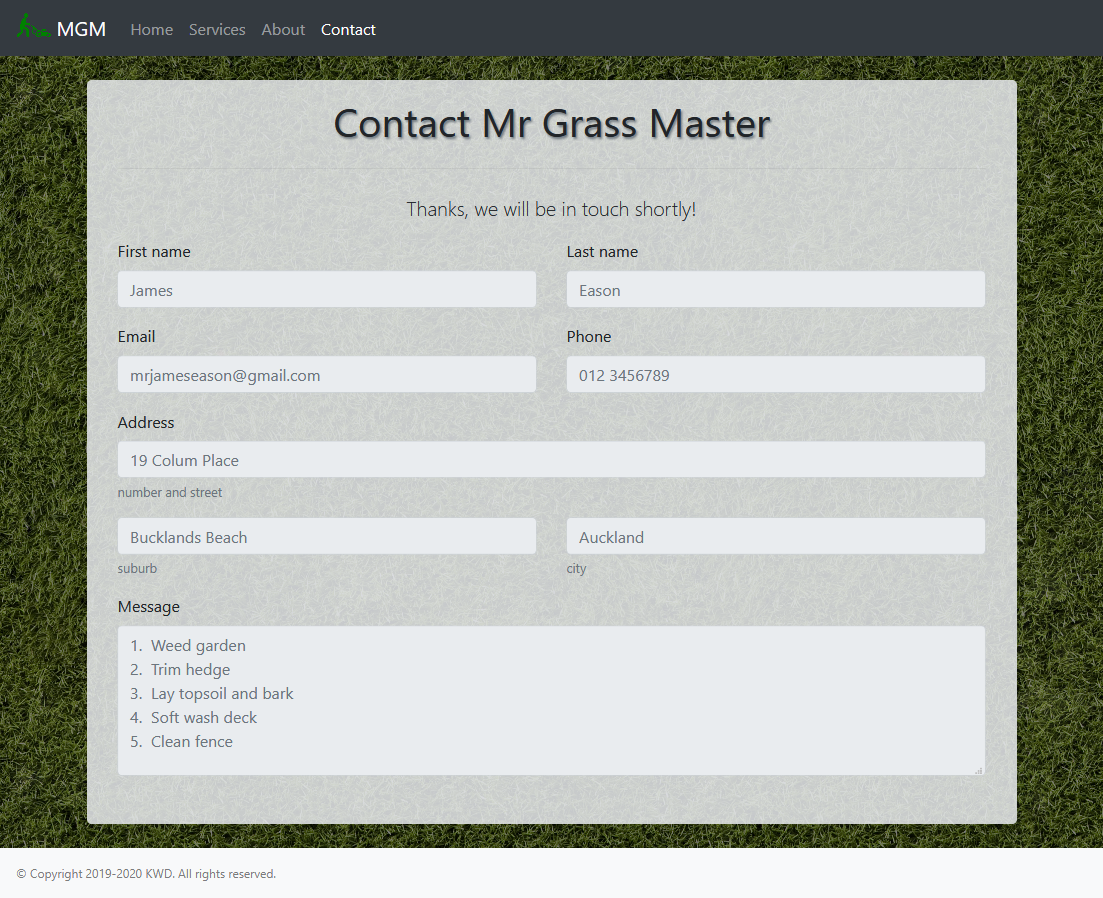 MGM Home Services About Contact
Contact Mr Grass Master
Thanks, we will be in touch shortly!
First name Last name
James Eason
Email Phone
mrjameseason@gmail.com 012 3456789
Address
19 Colum Place
number and street
Bucklands Beach Auckland
suburb city
Message
1. Weed garden
2. Trim hedge
3. Lay topsoil and bark
4. Soft wash deck
5. Clean fence
© Copyright 2019-2020 KWD. All rights reserved.